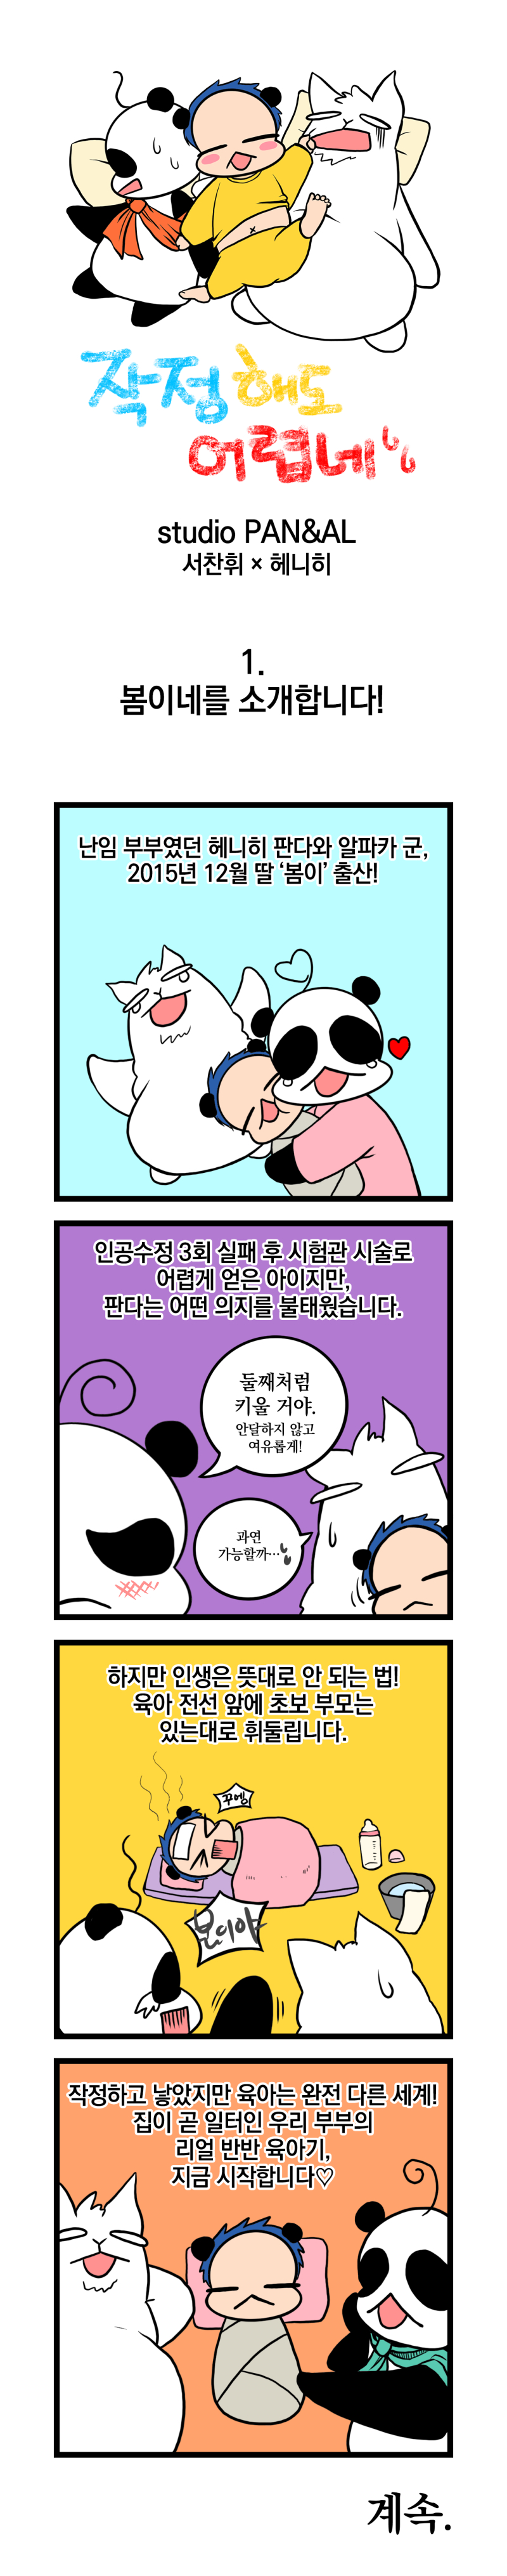 작정해도
어렵네
studio PAN&AL
서찬휘 × 헤니히
1.
봄이네를 소개합니다!
난임 부부였던 헤니히 판다와 알파카 군,
2015년 12월 딸 '봄이' 출산!
인공수정 3회 실패 후 시험관 시술로
어렵게 얻은 아이지만,
판다는 어떤 의지를 불태웠습니다.
둘째처럼
키울 거야.
안달하지 않고
여유롭게!
과연
가능할까…
하지만 인생은 뜻대로 안 되는 법!
육아 전선 앞에 초보 부모는
있는대로 휘둘립니다.
꾸엥
봄이야
작정하고 낳았지만 육아는 완전 다른 세계!
집이 곧 일터인 우리 부부의
리얼 반반 육아기,
지금 시작합니다♡
계속.